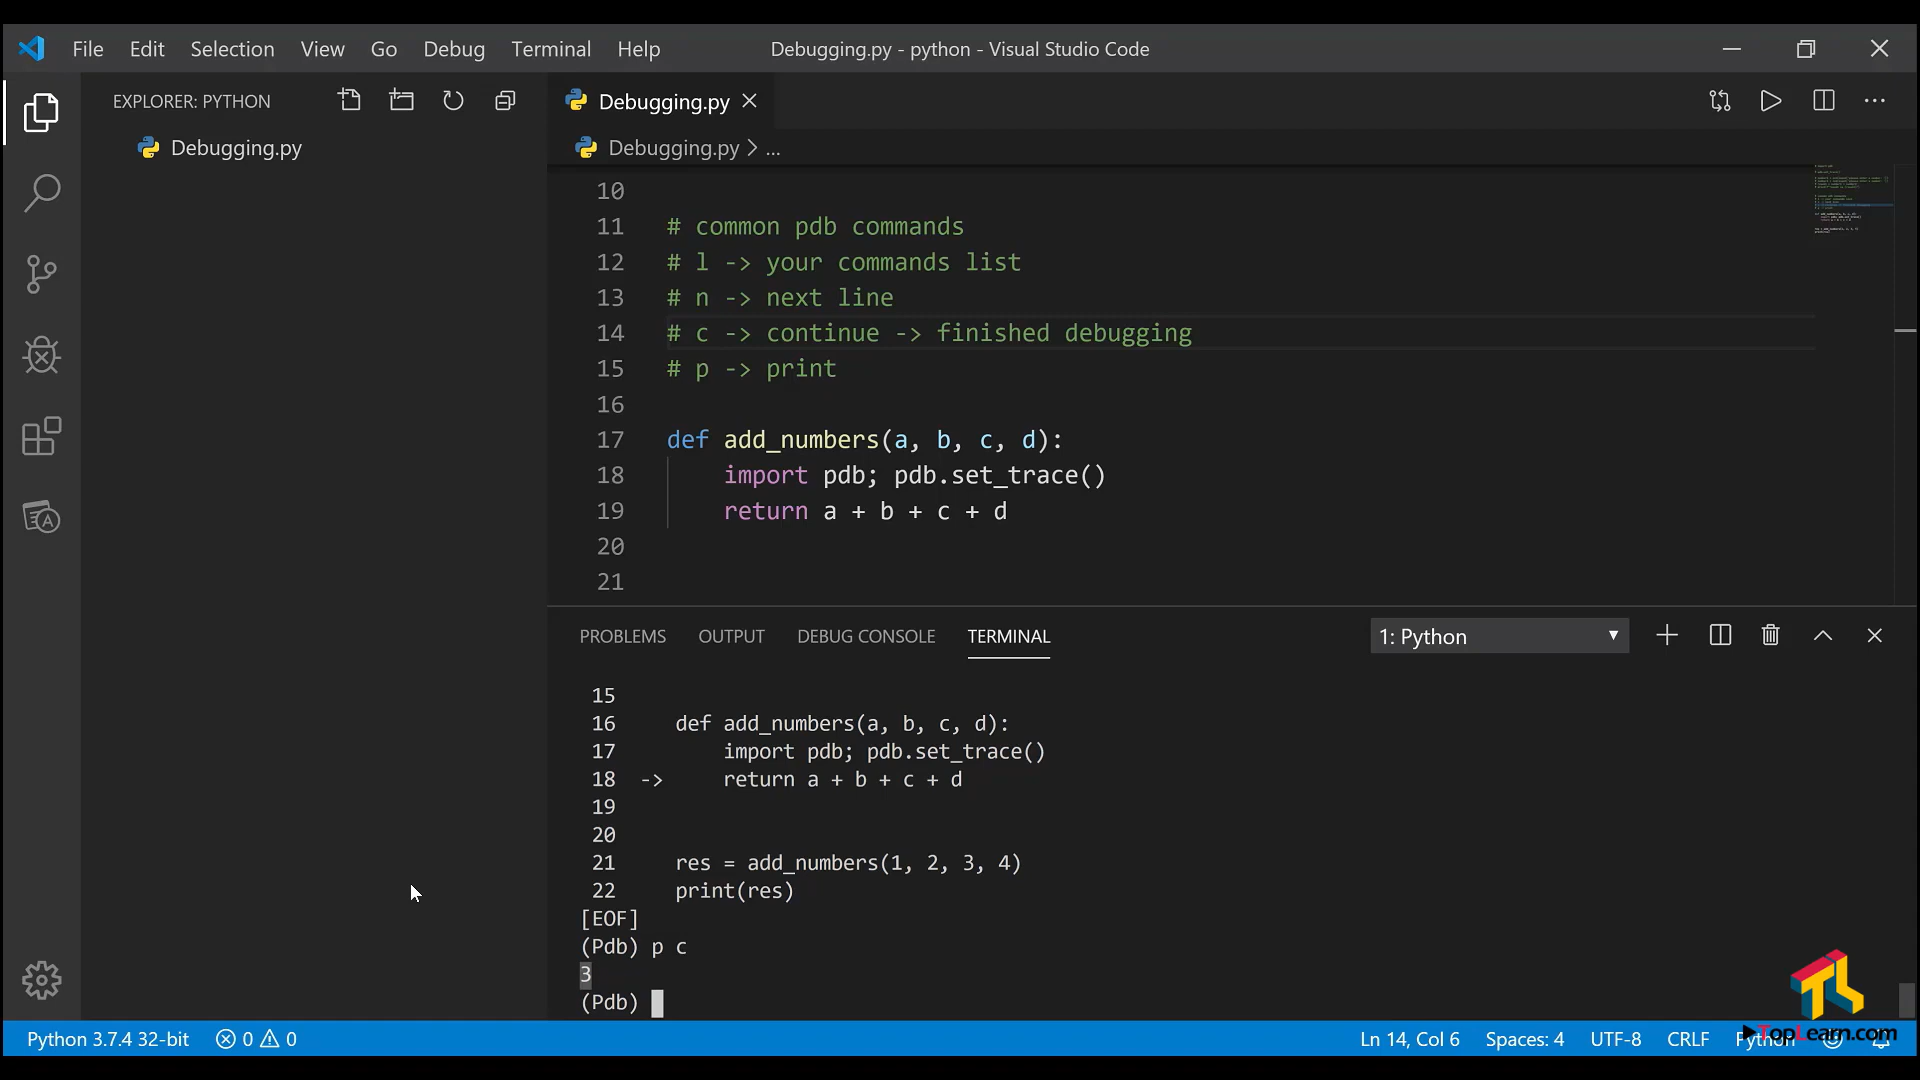 File Edit Selection View Go Debug Terminal Help Debugging.py - python - Visual Studio Code
EXPLORER: PYTHON
Debugging.py
Debugging.py
Debugging.py > ...
10
11 # common pdb commands
12 # l -> your commands list
13 # n -> next line
14 # c -> continue -> finished debugging
15 # p -> print
16
17 def add_numbers(a, b, c, d):
18 import pdb; pdb.set_trace()
19 return a + b + c + d
20
21
PROBLEMS OUTPUT DEBUG CONSOLE TERMINAL 1: Python
15
16 def add_numbers(a, b, c, d):
17 import pdb; pdb.set_trace()
18 -> return a + b + c + d
19
20
21 res = add_numbers(1, 2, 3, 4)
22 print(res)
[EOF]
(Pdb) p c
3
(Pdb)
Python 3.7.4 32-bit 0 0 Ln 14, Col 6 Spaces: 4 UTF-8 CRLF Python
TopLearn.com